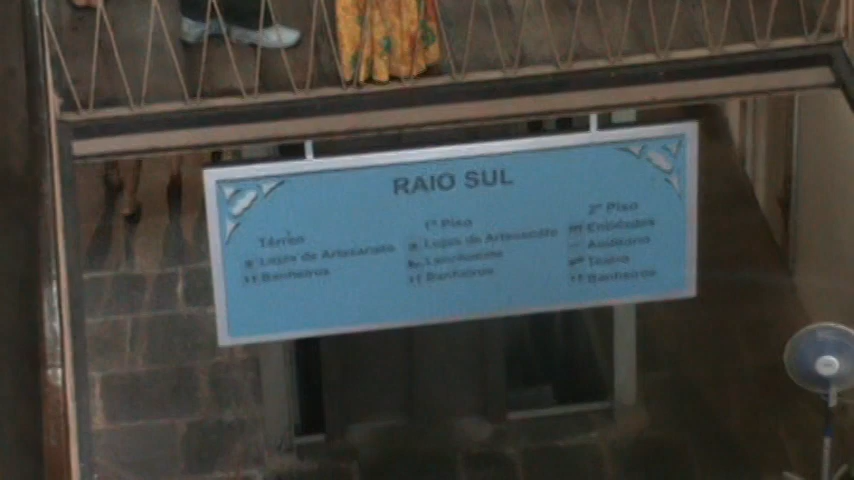 RAIO SUL
Térreo
Lojas de Artesanato
Banheiros
1º Piso
Lojas de Artesanato
Lanchonete
Banheiros
2º Piso
Entidades
Auditório
Teatro
Banheiros